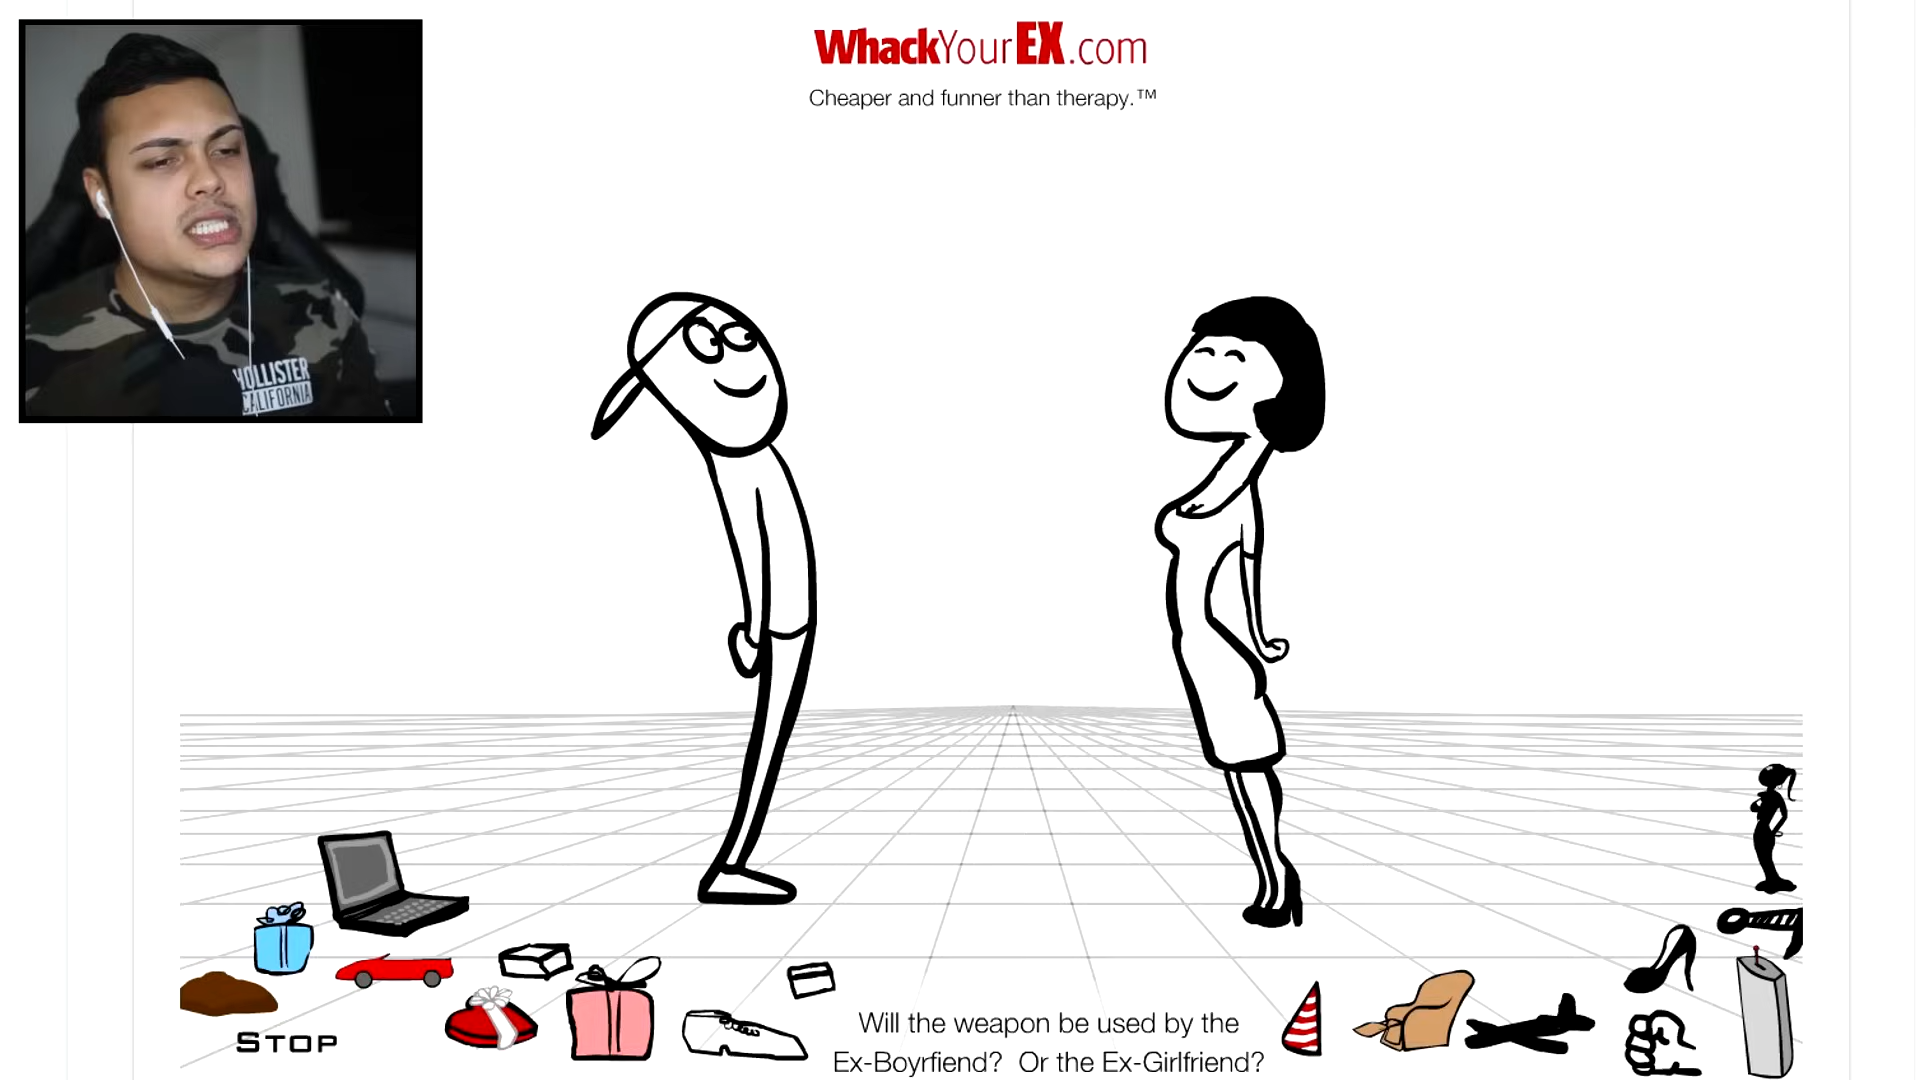 WhackYourEX.com
Cheaper and funner than therapy.™
HOLLISTER
CALIFORNIA
STOP
Will the weapon be used by the
Ex-Boyrfiend? Or the Ex-Girlfriend?